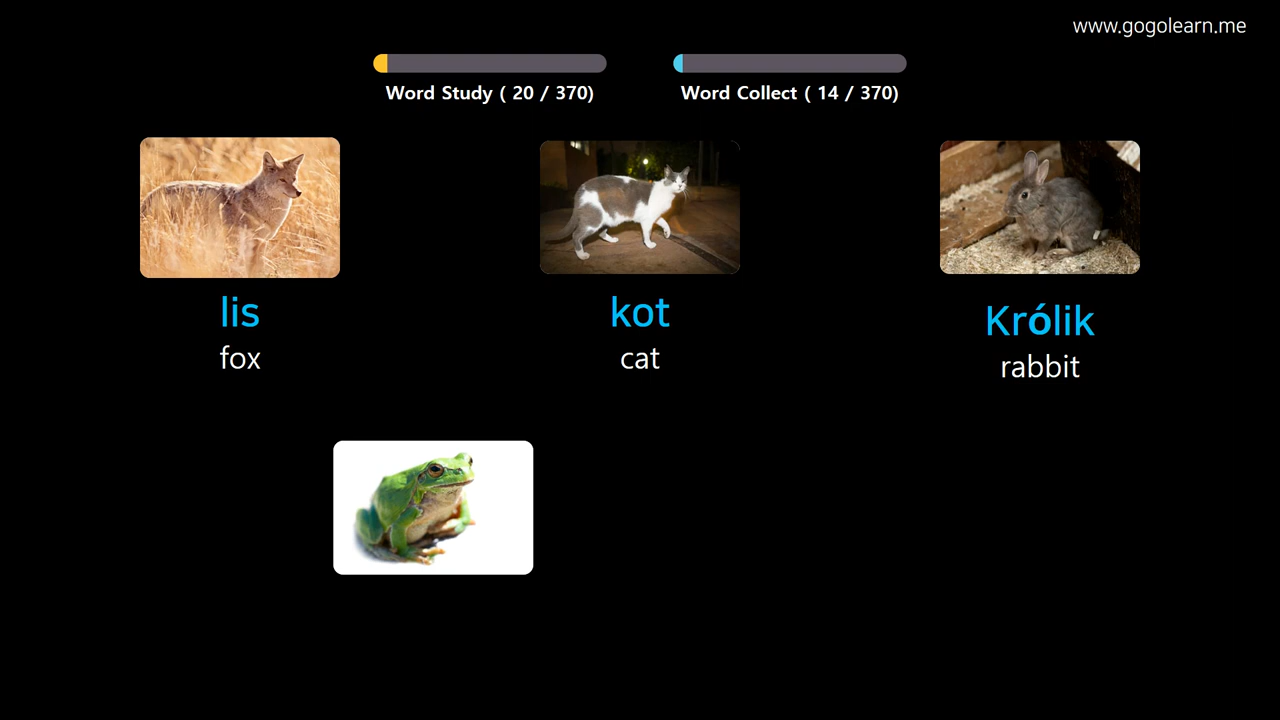 www.gogolearn.me
Word Study ( 20 / 370)
Word Collect ( 14 / 370)
lis
fox
kot
cat
Królik
rabbit